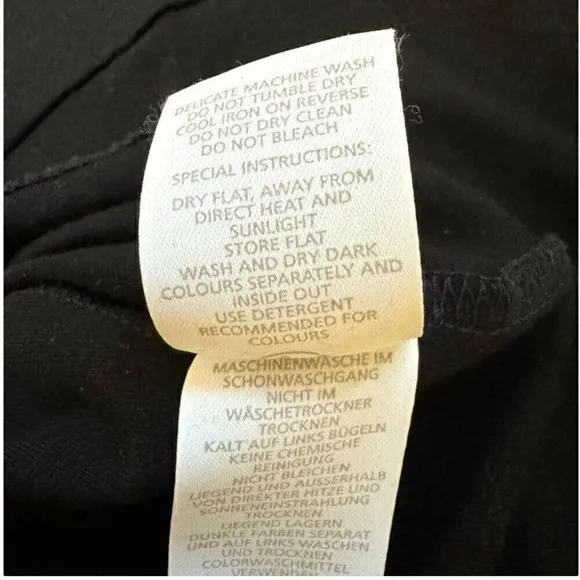 DELICATE MACHINE WASH
DO NOT TUMBLE DRY
COOL IRON ON REVERSE
DO NOT DRY CLEAN
DO NOT BLEACH
SPECIAL INSTRUCTIONS:
DRY FLAT, AWAY FROM
DIRECT HEAT AND
SUNLIGHT
STORE FLAT
WASH AND DRY DARK
COLOURS SEPARATELY AND
INSIDE OUT
USE DETERGENT
RECOMMENDED FOR
COLOURS
MASCHINENWÄSCHE IM
SCHONWASCHGANG
NICHT IM
WÄSCHETROCKNER
TROCKNEN
KALT AUF LINKS BÜGELN
KEINE CHEMISCHE
REINIGUNG
NICHT BLEICHEN
LIEGEND UND AUSSERHALB
VON DIREKTER HITZE UND
SONNENEINSTRAHLUNG
TROCKNEN
LIEGEND LAGERN
DUNKLE FARBEN SEPARAT
UND AUF LINKS WASCHEN
UND TROCKNEN
COLORWASCHMITTEL
VERWENDEN